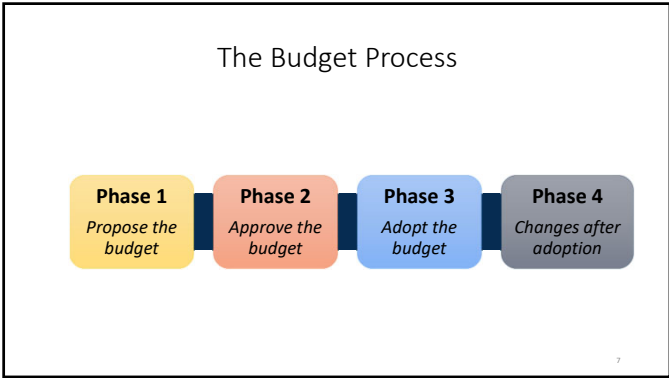 The Budget Process
Phase 1
Propose the
budget
Phase 2
Approve the
budget
Phase 3
Adopt the
budget
Phase 4
Changes after
adoption
7